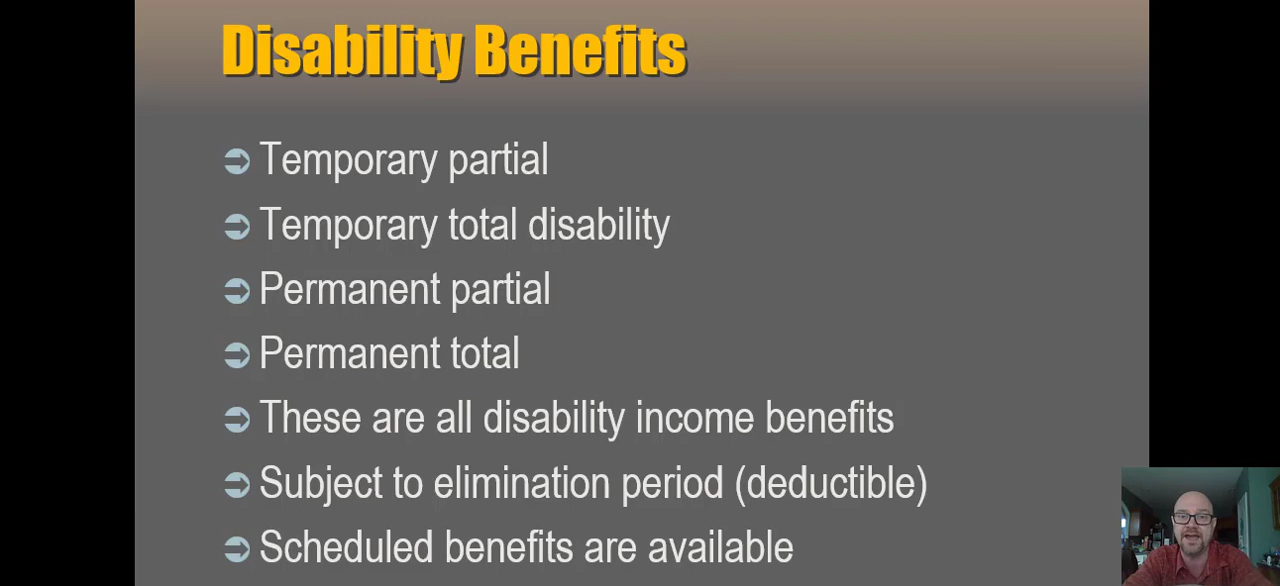 Disability Benefits
Temporary partial
Temporary total disability
Permanent partial
Permanent total
These are all disability income benefits
Subject to elimination period (deductible)
Scheduled benefits are available